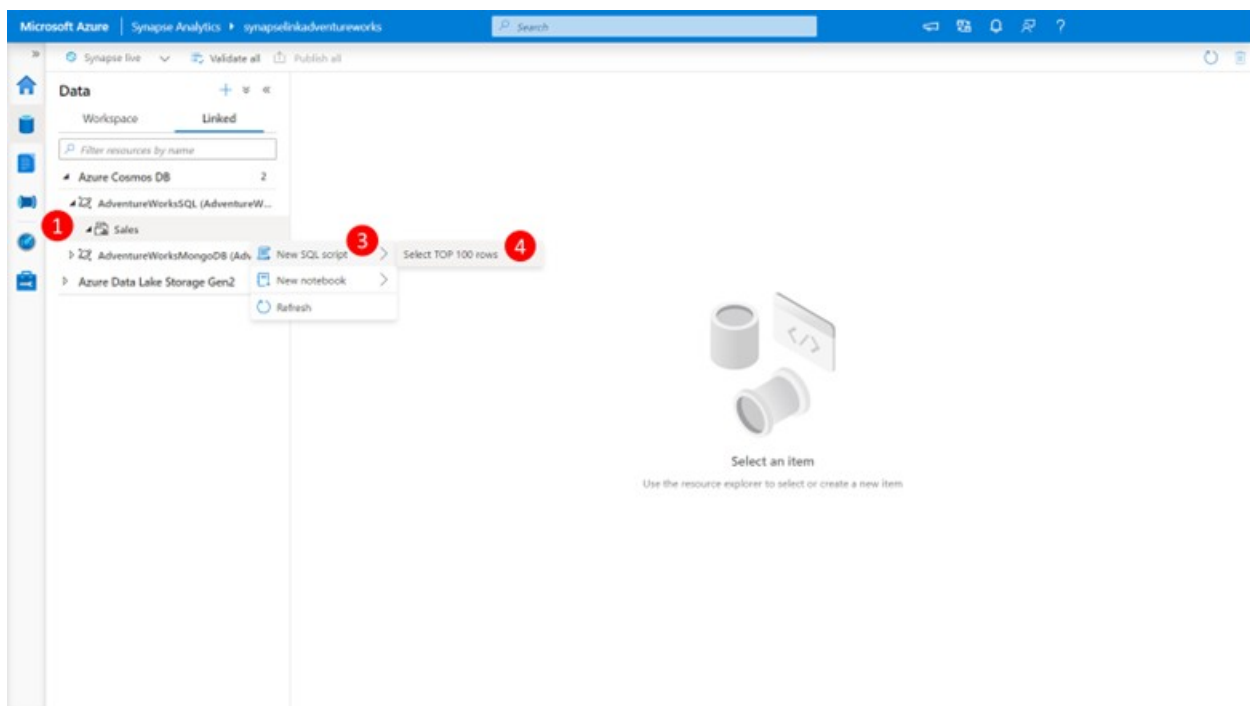 Microsoft Azure | Synapse Analytics ▸ synapselinkadventureworks
Search
?
Synapse live
Validate all
Publish all
Data
Workspace
Linked
Filter resources by name
Azure Cosmos DB 2
AdventureWorksSQL (AdventureW...
1
Sales
AdventureWorksMongoDB (Adv
Azure Data Lake Storage Gen2
New SQL script
3
Select TOP 100 rows
4
New notebook
Refresh
Select an item
Use the resource explorer to select or create a new item